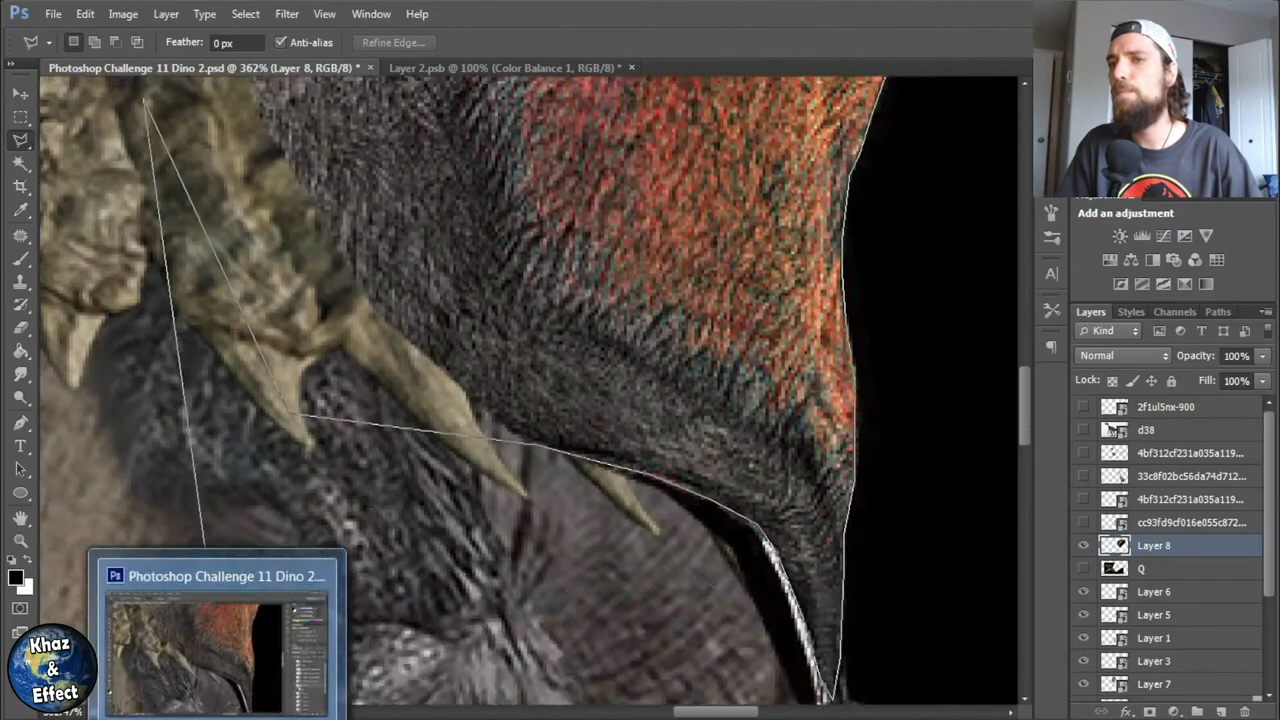 Ps File Edit Image Layer Type Select Filter View Window Help
Feather: 0 px Anti-alias Refine Edge...
Photoshop Challenge 11 Dino 2.psd @ 362% (Layer 8, RGB/8) * × Layer 2.psb @ 100% (Color Balance 1, RGB/8) * ×
Add an adjustment
Layers Styles Channels Paths
Kind
Normal Opacity: 100%
Lock: Fill: 100%
2f1ul5nx-900
d38
4bf312cf231a035a119...
33c8f02bc56da74d712...
4bf312cf231a035a119...
cc93fd9cf016e055c872...
Layer 8
Q
Layer 6
Layer 5
Layer 1
Layer 3
Layer 7
Ps Photoshop Challenge 11 Dino 2....
Khaz
&
Effect